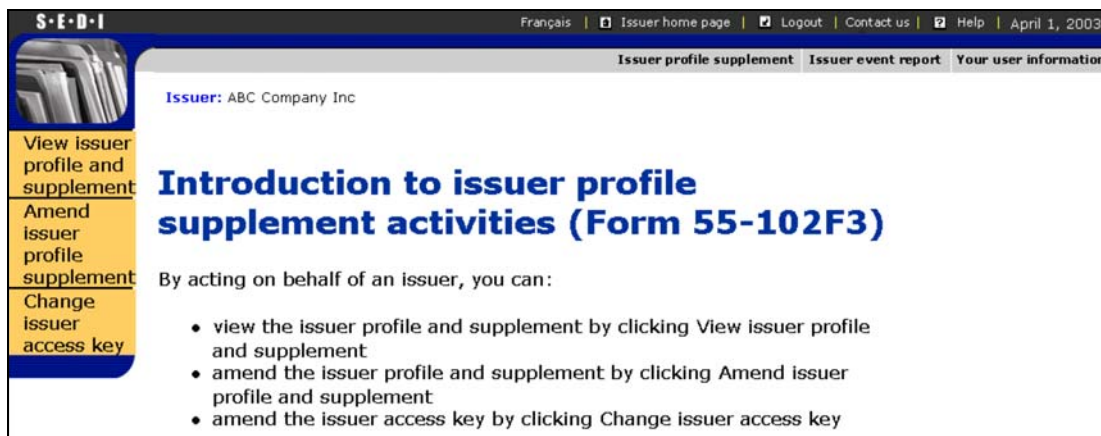 S•E•D•I
Français | Issuer home page | Logout | Contact us | Help | April 1, 2003
Issuer profile supplement Issuer event report Your user information
Issuer: ABC Company Inc
View issuer
profile and
supplement
Amend
issuer
profile
supplement
Change
issuer
access key
Introduction to issuer profile
supplement activities (Form 55-102F3)
By acting on behalf of an issuer, you can:
• view the issuer profile and supplement by clicking View issuer profile
and supplement
• amend the issuer profile and supplement by clicking Amend issuer
profile and supplement
• amend the issuer access key by clicking Change issuer access key